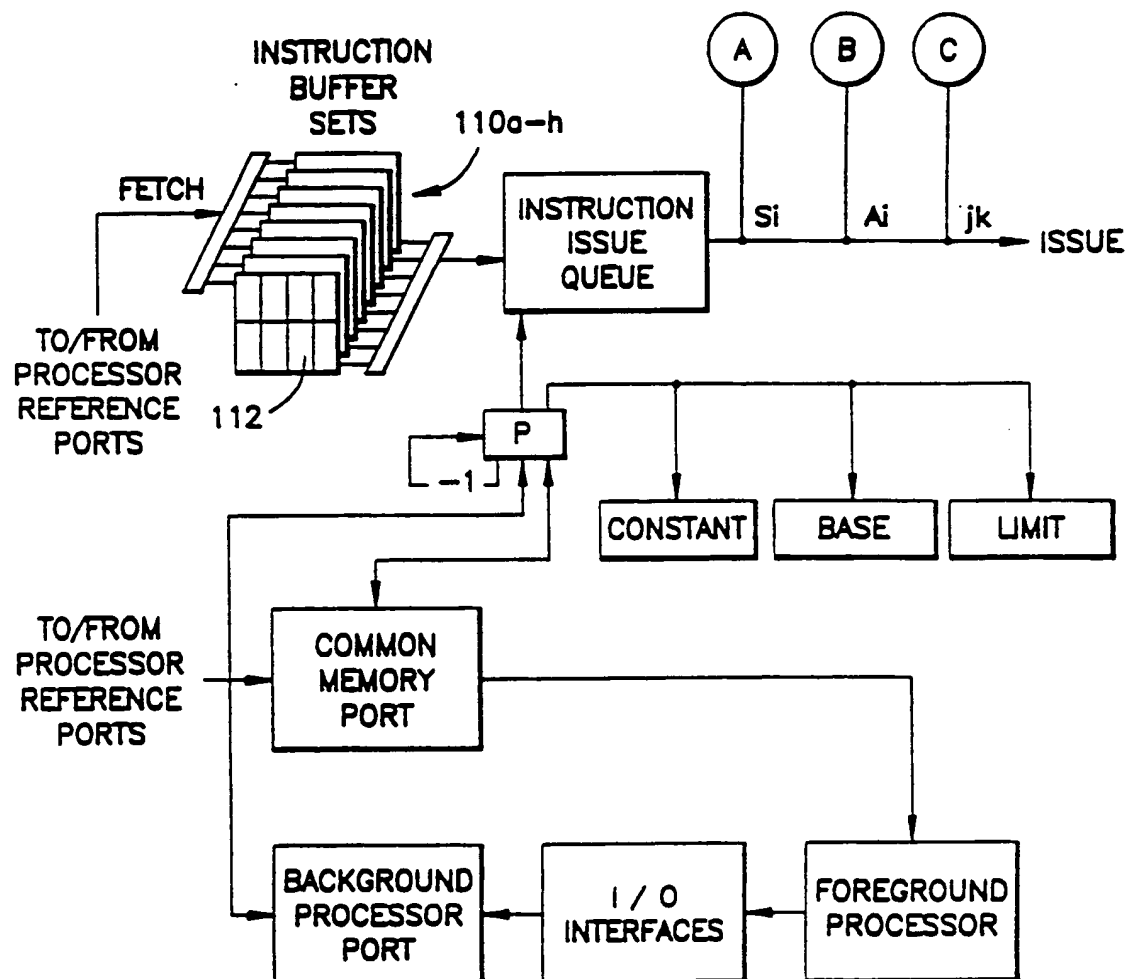 INSTRUCTION
BUFFER
SETS
110a-h
FETCH
TO/FROM
PROCESSOR
REFERENCE
PORTS
112
INSTRUCTION
ISSUE
QUEUE
A
B
C
Si
Ai
jk
ISSUE
P
-1
CONSTANT
BASE
LIMIT
TO/FROM
PROCESSOR
REFERENCE
PORTS
COMMON
MEMORY
PORT
BACKGROUND
PROCESSOR
PORT
I / O
INTERFACES
FOREGROUND
PROCESSOR